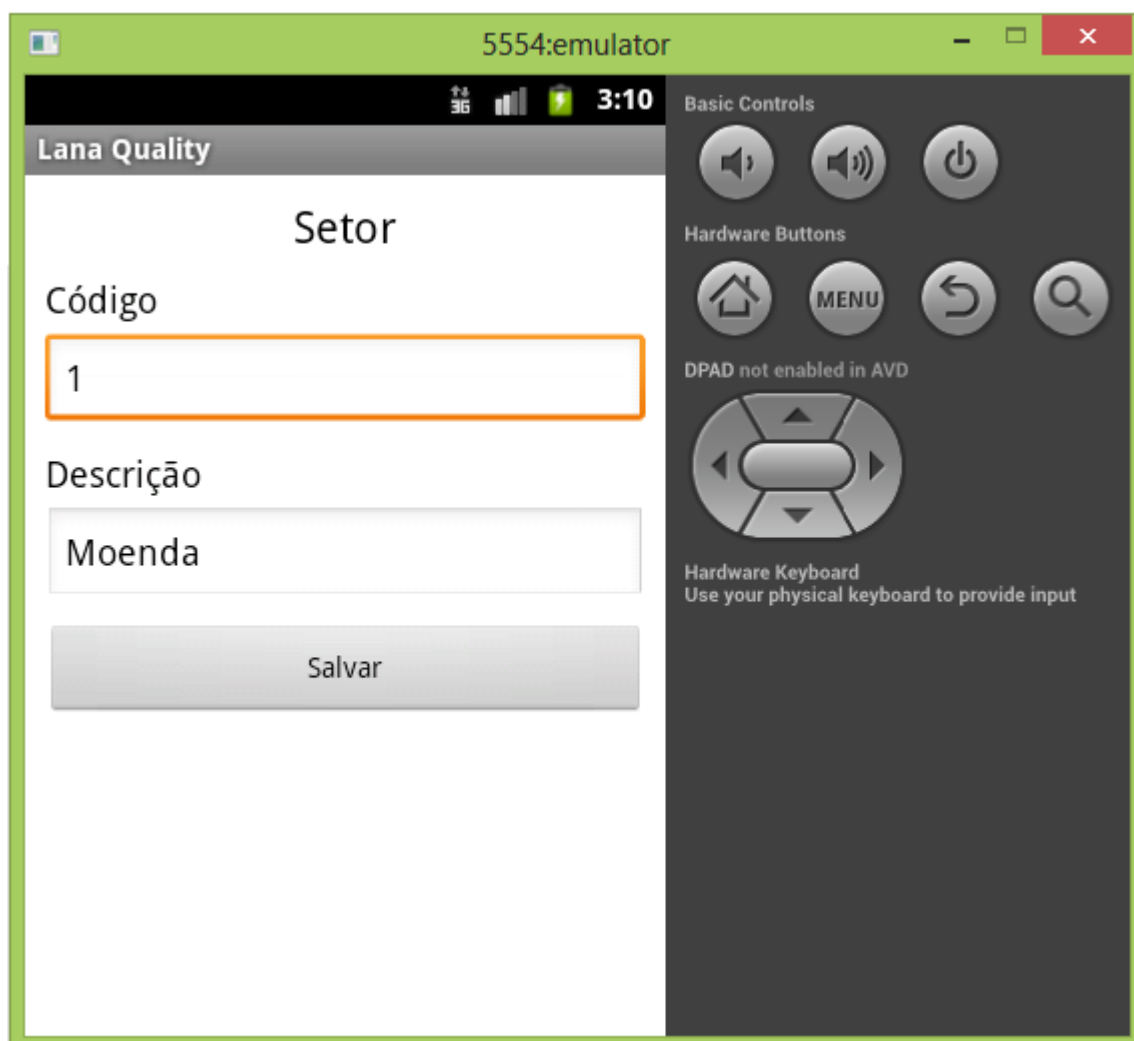 5554:emulator
3G 3:10
Lana Quality
Setor
Código
1
Descrição
Moenda
Salvar
Basic Controls
Hardware Buttons
MENU
DPAD not enabled in AVD
Hardware Keyboard
Use your physical keyboard to provide input